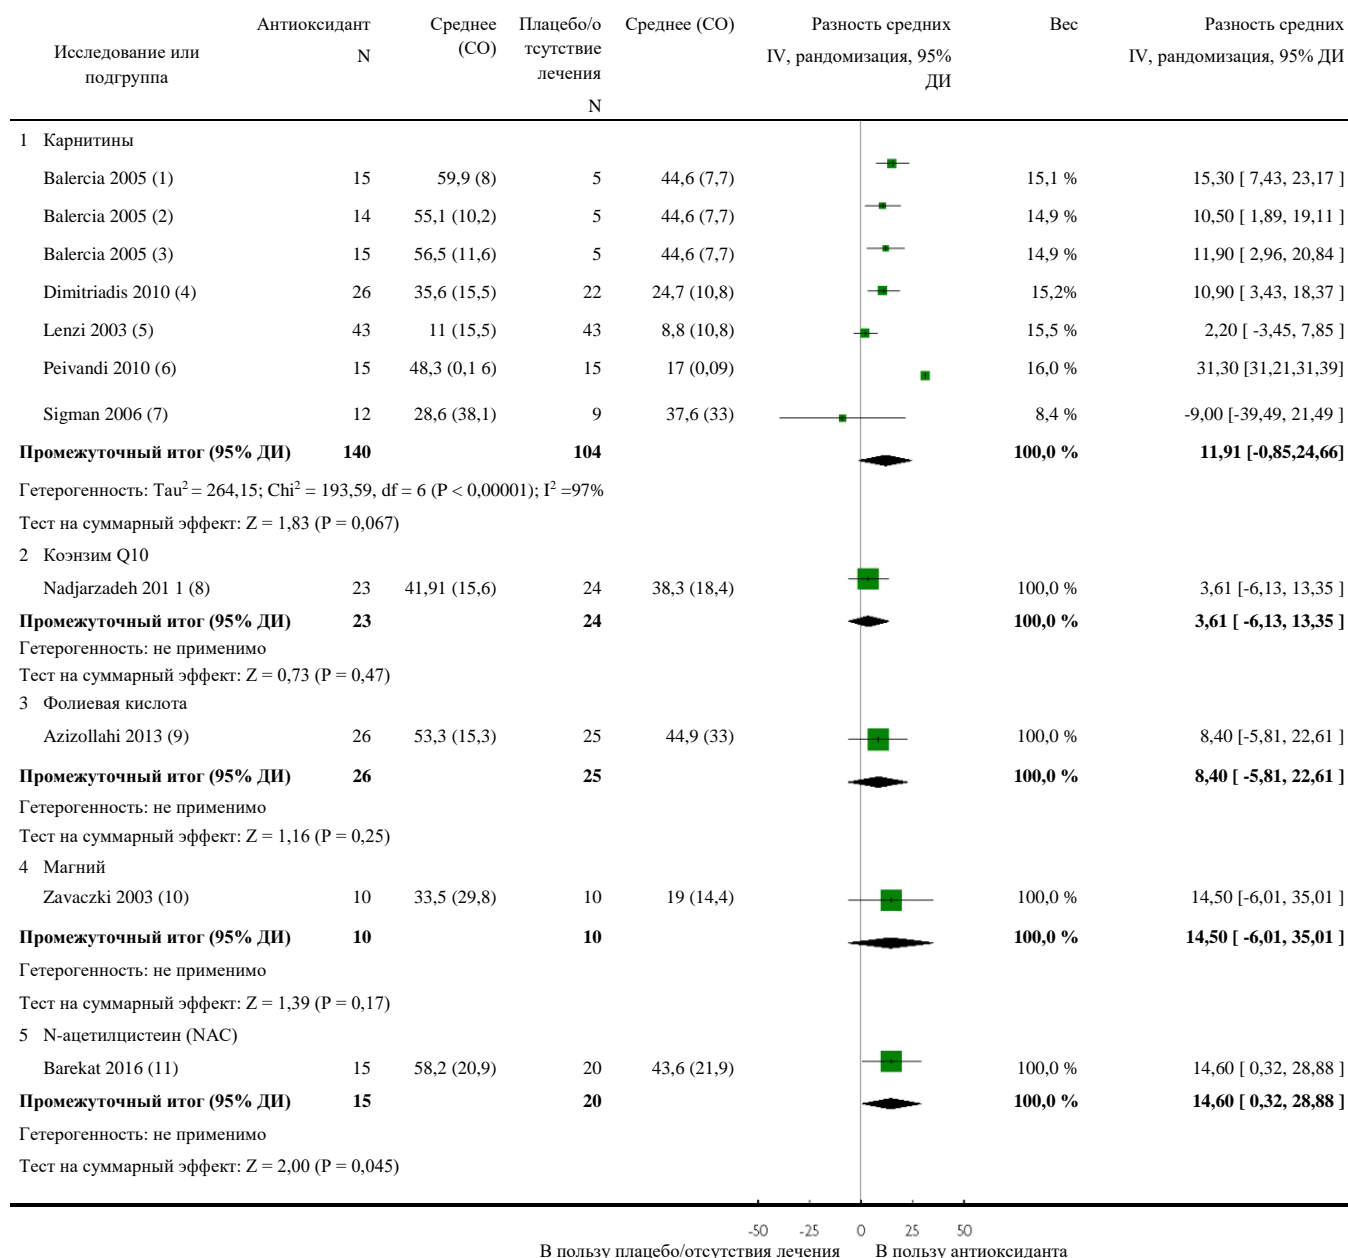 Исследование или подгруппа Антиоксидант N Среднее (СО) Плацебо/о тсутствие лечения N Среднее (СО) Разность средних IV, рандомизация, 95% ДИ Вес Разность средних IV, рандомизация, 95% ДИ
1 Карнитины
Balercia 2005 (1) 15 59,9 (8) 5 44,6 (7,7) 15,1 % 15,30 [ 7,43, 23,17 ]
Balercia 2005 (2) 14 55,1 (10,2) 5 44,6 (7,7) 14,9 % 10,50 [ 1,89, 19,11 ]
Balercia 2005 (3) 15 56,5 (11,6) 5 44,6 (7,7) 14,9 % 11,90 [ 2,96, 20,84 ]
Dimitriadis 2010 (4) 26 35,6 (15,5) 22 24,7 (10,8) 15,2% 10,90 [ 3,43, 18,37 ]
Lenzi 2003 (5) 43 11 (15,5) 43 8,8 (10,8) 15,5 % 2,20 [ -3,45, 7,85 ]
Peivandi 2010 (6) 15 48,3 (0,1 6) 15 17 (0,09) 16,0 % 31,30 [31,21,31,39]
Sigman 2006 (7) 12 28,6 (38,1) 9 37,6 (33) 8,4 % -9,00 [-39,49, 21,49 ]
Промежуточный итог (95% ДИ) 140 104 100,0 % 11,91 [-0,85,24,66]
Гетерогенность: Tau² = 264,15; Chi² = 193,59, df = 6 (P < 0,00001); I² =97%
Тест на суммарный эффект: Z = 1,83 (P = 0,067)
2 Коэнзим Q10
Nadjarzadeh 201 1 (8) 23 41,91 (15,6) 24 38,3 (18,4) 100,0 % 3,61 [-6,13, 13,35 ]
Промежуточный итог (95% ДИ) 23 24 100,0 % 3,61 [ -6,13, 13,35 ]
Гетерогенность: не применимо
Тест на суммарный эффект: Z = 0,73 (P = 0,47)
3 Фолиевая кислота
Azizollahi 2013 (9) 26 53,3 (15,3) 25 44,9 (33) 100,0 % 8,40 [-5,81, 22,61 ]
Промежуточный итог (95% ДИ) 26 25 100,0 % 8,40 [ -5,81, 22,61 ]
Гетерогенность: не применимо
Тест на суммарный эффект: Z = 1,16 (P = 0,25)
4 Магний
Zavaczki 2003 (10) 10 33,5 (29,8) 10 19 (14,4) 100,0 % 14,50 [-6,01, 35,01 ]
Промежуточный итог (95% ДИ) 10 10 100,0 % 14,50 [ -6,01, 35,01 ]
Гетерогенность: не применимо
Тест на суммарный эффект: Z = 1,39 (P = 0,17)
5 N-ацетилцистеин (NAC)
Barekat 2016 (11) 15 58,2 (20,9) 20 43,6 (21,9) 100,0 % 14,60 [ 0,32, 28,88 ]
Промежуточный итог (95% ДИ) 15 20 100,0 % 14,60 [ 0,32, 28,88 ]
Гетерогенность: не применимо
Тест на суммарный эффект: Z = 2,00 (P = 0,045)
-50 -25 0 25 50
В пользу плацебо/отсутствия лечения В пользу антиоксиданта